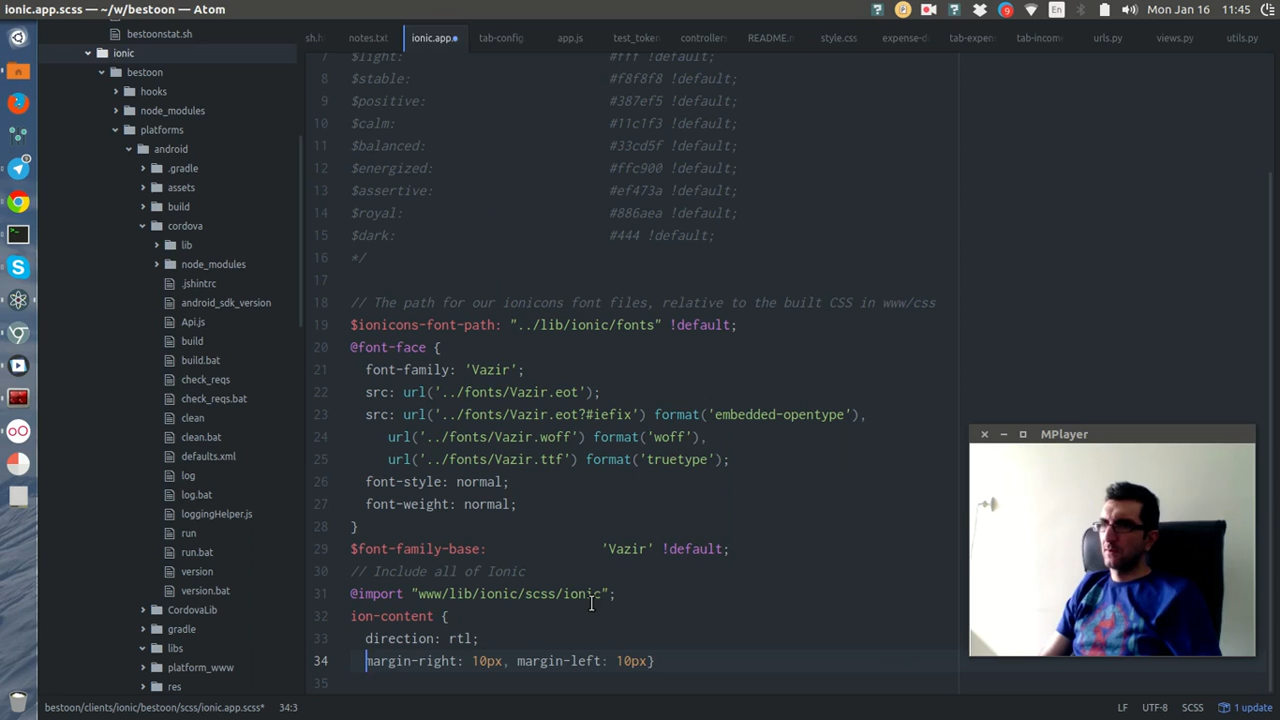 ionic.app.scss — ~/w/bestoon — Atom
En
Mon Jan 16
11:45
bestoonstat.sh
ionic
bestoon
hooks
node_modules
platforms
android
.gradle
assets
build
cordova
lib
node_modules
.jshintrc
android_sdk_version
Api.js
build
build.bat
check_reqs
check_reqs.bat
clean
clean.bat
defaults.xml
log
log.bat
loggingHelper.js
run
run.bat
version
version.bat
CordovaLib
gradle
libs
platform_www
res
sh.h
notes.txt
ionic.app
tab-config
app.js
test_token
controllers
README.m
style.css
expense-d
tab-expen
tab-income
urls.py
views.py
utils.py
7 $light: #fff !default;
8 $stable: #f8f8f8 !default;
9 $positive: #387ef5 !default;
10 $calm: #11c1f3 !default;
11 $balanced: #33cd5f !default;
12 $energized: #ffc900 !default;
13 $assertive: #ef473a !default;
14 $royal: #886aea !default;
15 $dark: #444 !default;
16 */
17
18 // The path for our ionicons font files, relative to the built CSS in www/css
19 $ionicons-font-path: "../lib/ionic/fonts" !default;
20 @font-face {
21 font-family: 'Vazir';
22 src: url('../fonts/Vazir.eot');
23 src: url('../fonts/Vazir.eot?#iefix') format('embedded-opentype'),
24 url('../fonts/Vazir.woff') format('woff'),
25 url('../fonts/Vazir.ttf') format('truetype');
26 font-style: normal;
27 font-weight: normal;
28 }
29 $font-family-base: 'Vazir' !default;
30 // Include all of Ionic
31 @import "www/lib/ionic/scss/ionic";
32 ion-content {
33 direction: rtl;
34 margin-right: 10px, margin-left: 10px}
35
MPlayer
bestoon/clients/ionic/bestoon/scss/ionic.app.scss* 34:3
LF
UTF-8
SCSS
1 update